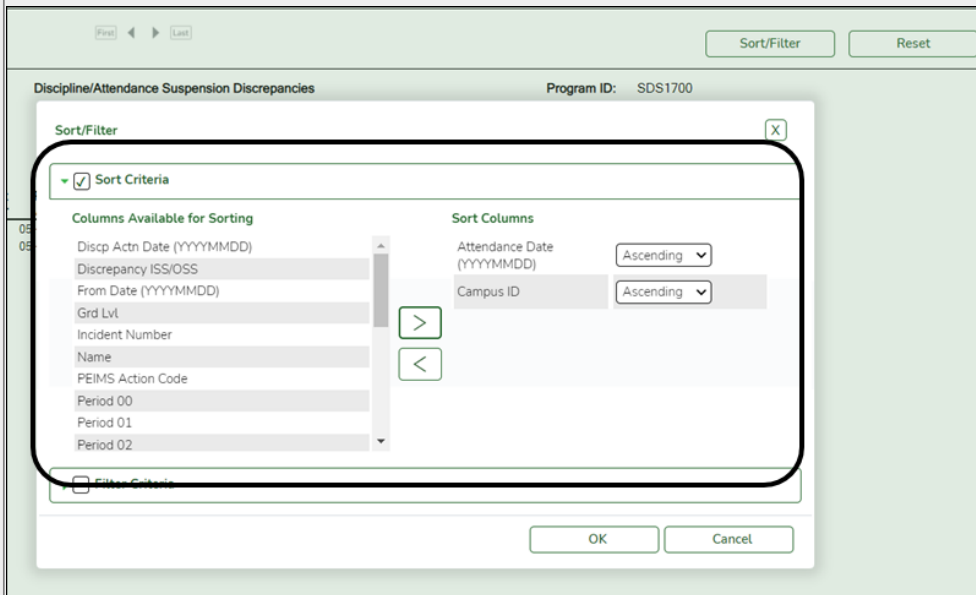 First Last
Sort/Filter Reset
Discipline/Attendance Suspension Discrepancies Program ID: SDS1700
Sort/Filter X
Sort Criteria
Columns Available for Sorting Sort Columns
Discp Actn Date (YYYYMMDD)
Discrepancy ISS/OSS
From Date (YYYYMMDD)
Grd Lvl
Incident Number
Name
PEIMS Action Code
Period 00
Period 01
Period 02
>
<
Attendance Date
(YYYYMMDD) Ascending
Campus ID Ascending
Filter Criteria
OK Cancel
05
05